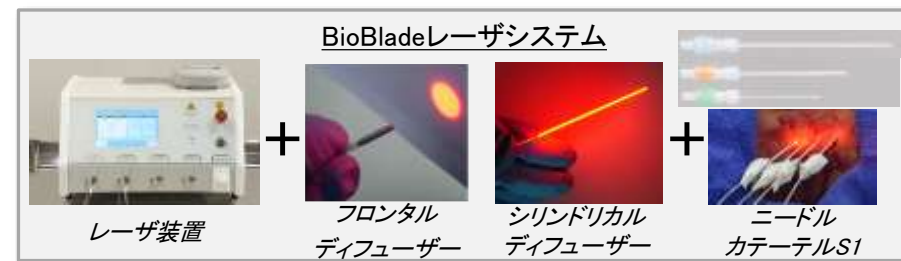 BioBladeレーザシステム
+
+
レーザ装置
フロンタル
ディフューザー
シリンドリカル
ディフューザー
ニードル
カテーテルS1